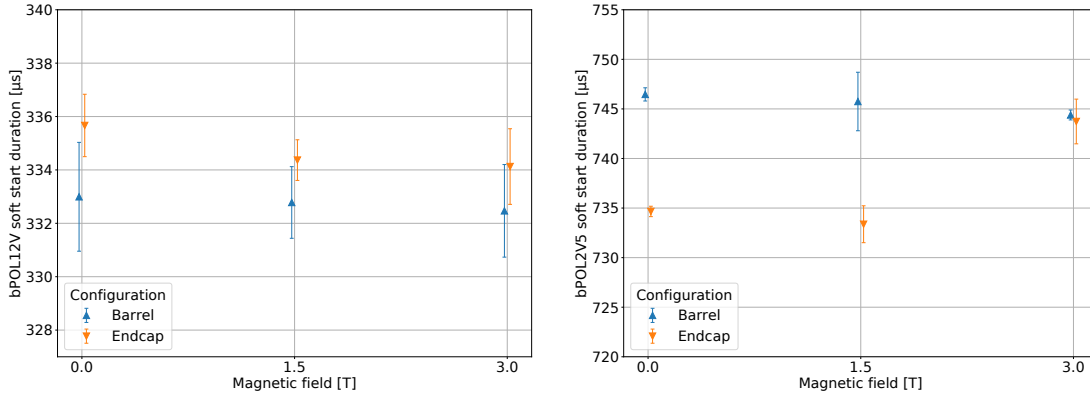 340
338
336
334
332
330
328
bPOL12V soft start duration [µs]
Configuration
Barrel
Endcap
0.0
1.5
3.0
Magnetic field [T]
755
750
745
740
735
730
725
720
bPOL2V5 soft start duration [µs]
Configuration
Barrel
Endcap
0.0
1.5
3.0
Magnetic field [T]